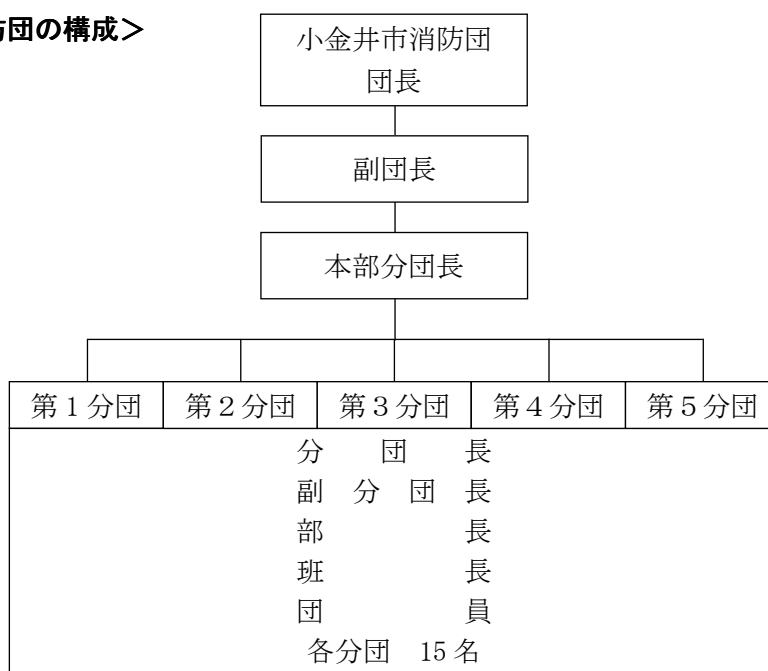 防団の構成＞
小金井市消防団
団長
副団長
本部分団長
第１分団 第２分団 第３分団 第４分団 第５分団
分　団　長
副　分　団　長
部　　　長
班　　　長
団　　　員
各分団　15 名